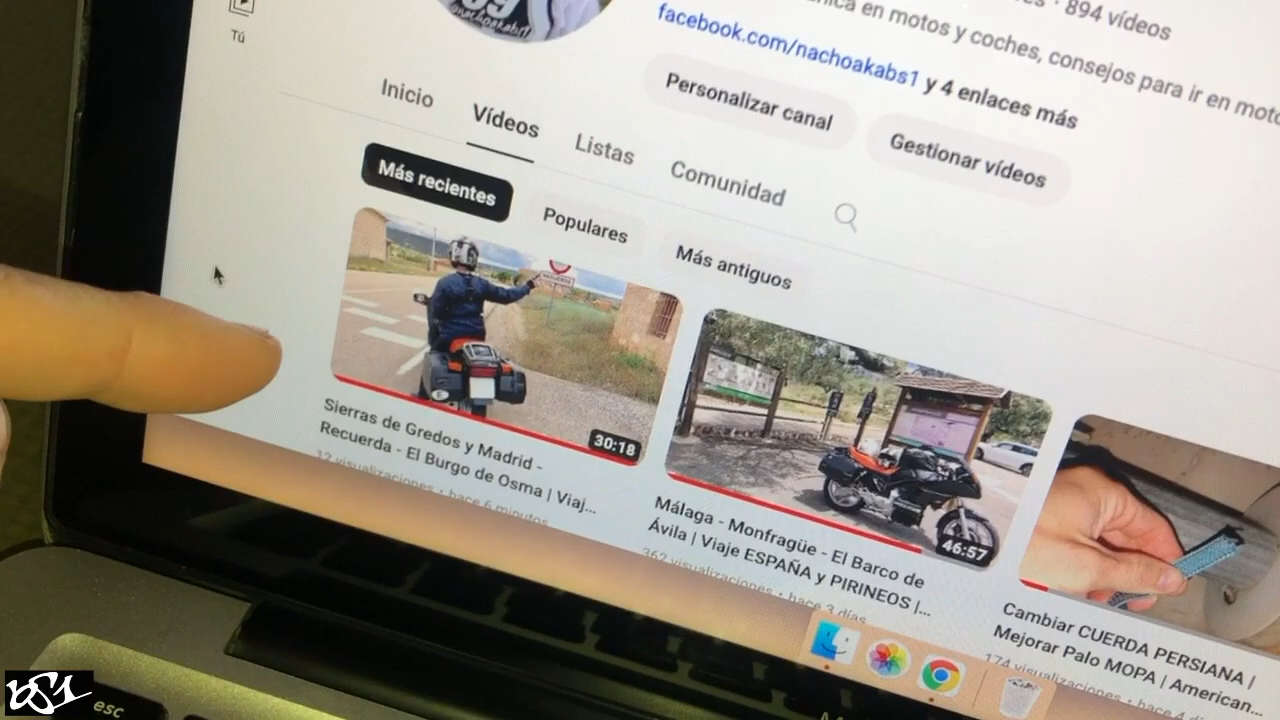 894 vídeos
en motos y coches, consejos para ir en moto
facebook.com/nachoakabs1 y 4 enlaces más
Tú
Personalizar canal
Gestionar vídeos
Inicio
Vídeos
Listas
Comunidad
Más recientes
Populares
Más antiguos
30:18
Sierras de Gredos y Madrid -
Recuerda - El Burgo de Osma | Viaj...
12 visualizaciones · hace 6 minutos
46:57
Málaga - Monfragüe - El Barco de
Ávila | Viaje ESPAÑA y PIRINEOS |...
362 visualizaciones · hace 3 días
Cambiar CUERDA PERSIANA |
Mejorar Palo MOPA | American...
174 visualizaciones · hace 4
bS1
esc